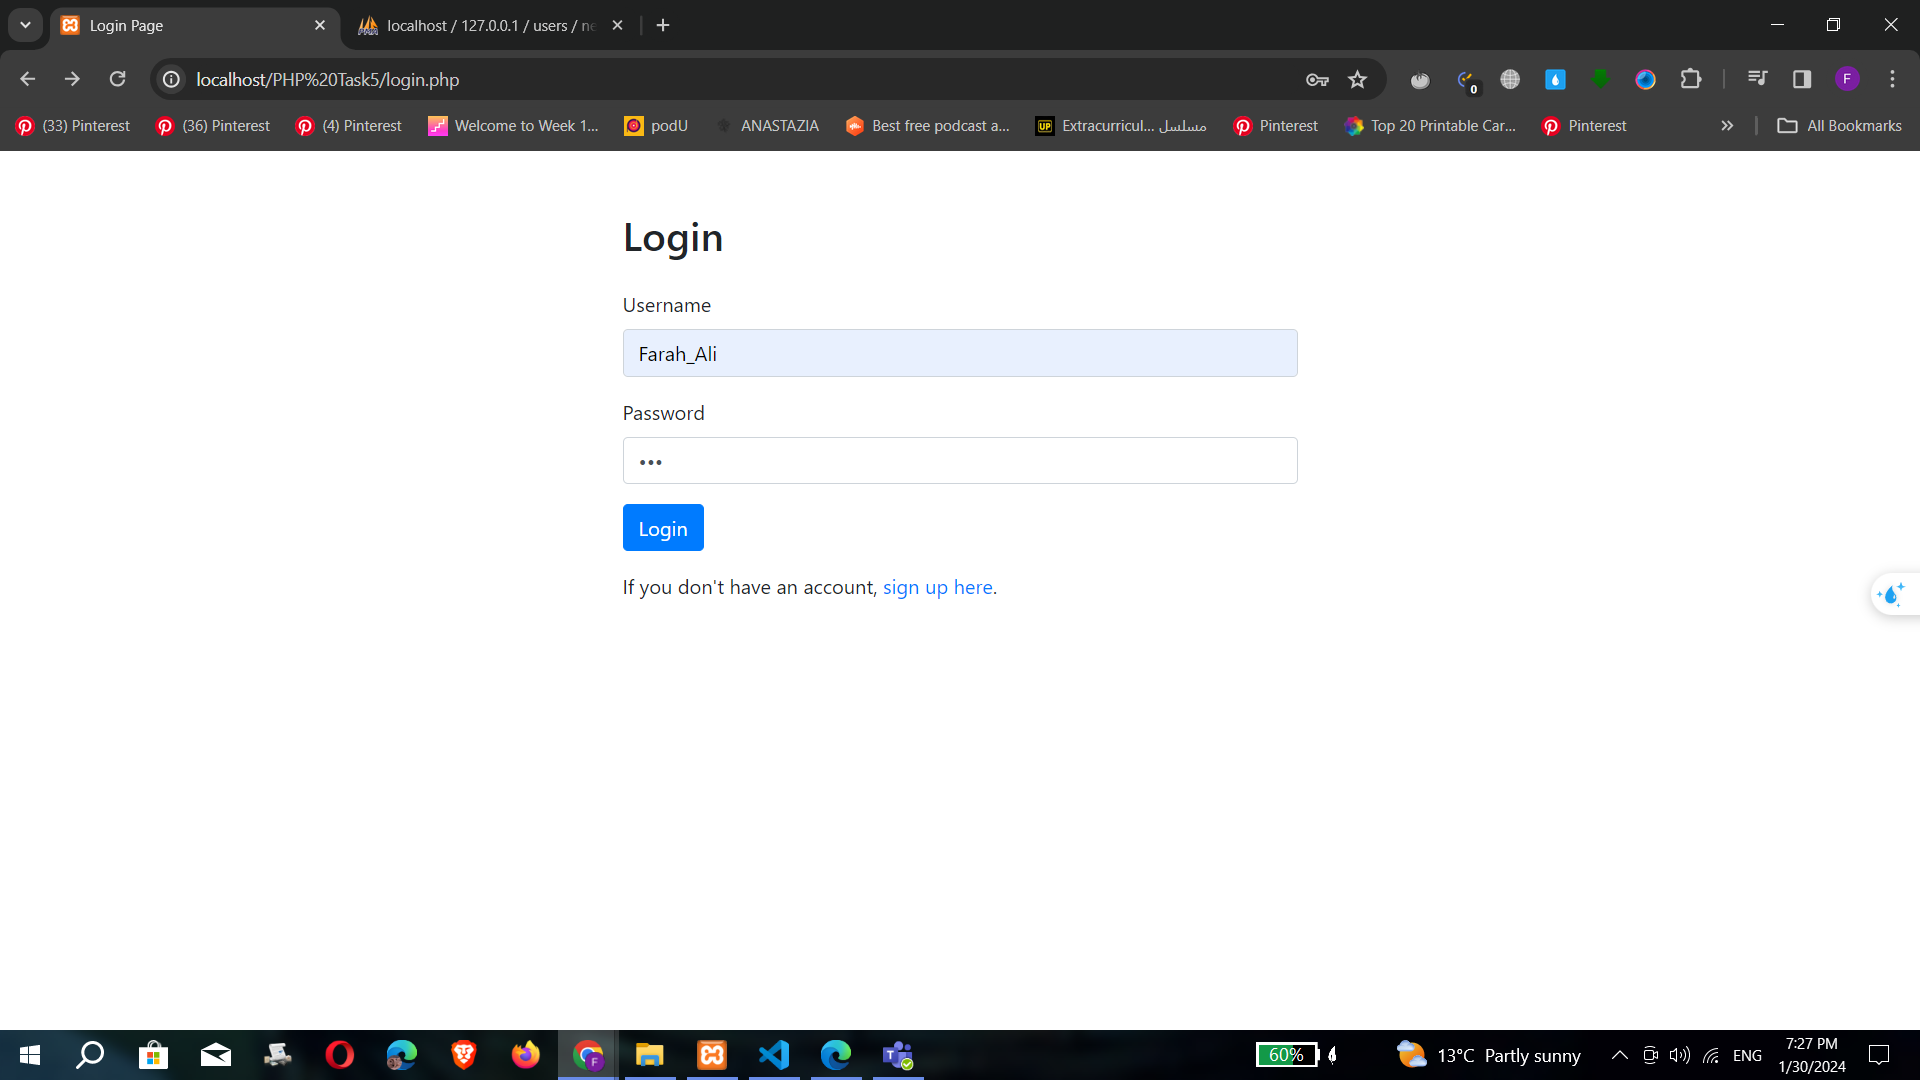 Login Page
localhost / 127.0.0.1 / users / ne
localhost/PHP%20Task5/login.php
0
F
(33) Pinterest
(36) Pinterest
(4) Pinterest
Welcome to Week 1...
podU
ANASTAZIA
Best free podcast a...
UP
Extracurricul... مسلسل
Pinterest
Top 20 Printable Car...
Pinterest
All Bookmarks
Login
Username
Farah_Ali
Password
•••
Login
If you don't have an account, sign up here.
F
60%
13°C Partly sunny
ENG
7:27 PM
1/30/2024